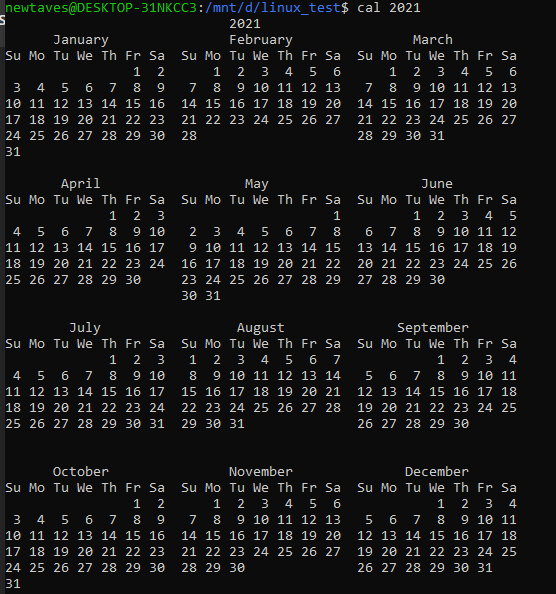 newtaves@DESKTOP-31NKCC3:/mnt/d/linux_test$ cal 2021
                            2021
      January               February               March
Su Mo Tu We Th Fr Sa  Su Mo Tu We Th Fr Sa  Su Mo Tu We Th Fr Sa
                1  2      1  2  3  4  5  6      1  2  3  4  5  6
 3  4  5  6  7  8  9   7  8  9 10 11 12 13   7  8  9 10 11 12 13
10 11 12 13 14 15 16  14 15 16 17 18 19 20  14 15 16 17 18 19 20
17 18 19 20 21 22 23  21 22 23 24 25 26 27  21 22 23 24 25 26 27
24 25 26 27 28 29 30  28                    28 29 30 31
31

       April                  May                   June
Su Mo Tu We Th Fr Sa  Su Mo Tu We Th Fr Sa  Su Mo Tu We Th Fr Sa
             1  2  3                     1         1  2  3  4  5
 4  5  6  7  8  9 10   2  3  4  5  6  7  8   6  7  8  9 10 11 12
11 12 13 14 15 16 17   9 10 11 12 13 14 15  13 14 15 16 17 18 19
18 19 20 21 22 23 24  16 17 18 19 20 21 22  20 21 22 23 24 25 26
25 26 27 28 29 30     23 24 25 26 27 28 29  27 28 29 30
                      30 31

        July                 August              September
Su Mo Tu We Th Fr Sa  Su Mo Tu We Th Fr Sa  Su Mo Tu We Th Fr Sa
             1  2  3   1  2  3  4  5  6  7            1  2  3  4
 4  5  6  7  8  9 10   8  9 10 11 12 13 14   5  6  7  8  9 10 11
11 12 13 14 15 16 17  15 16 17 18 19 20 21  12 13 14 15 16 17 18
18 19 20 21 22 23 24  22 23 24 25 26 27 28  19 20 21 22 23 24 25
25 26 27 28 29 30 31  29 30 31              26 27 28 29 30

      October               November              December
Su Mo Tu We Th Fr Sa  Su Mo Tu We Th Fr Sa  Su Mo Tu We Th Fr Sa
                1  2      1  2  3  4  5  6            1  2  3  4
 3  4  5  6  7  8  9   7  8  9 10 11 12 13   5  6  7  8  9 10 11
10 11 12 13 14 15 16  14 15 16 17 18 19 20  12 13 14 15 16 17 18
17 18 19 20 21 22 23  21 22 23 24 25 26 27  19 20 21 22 23 24 25
24 25 26 27 28 29 30  28 29 30              26 27 28 29 30 31
31